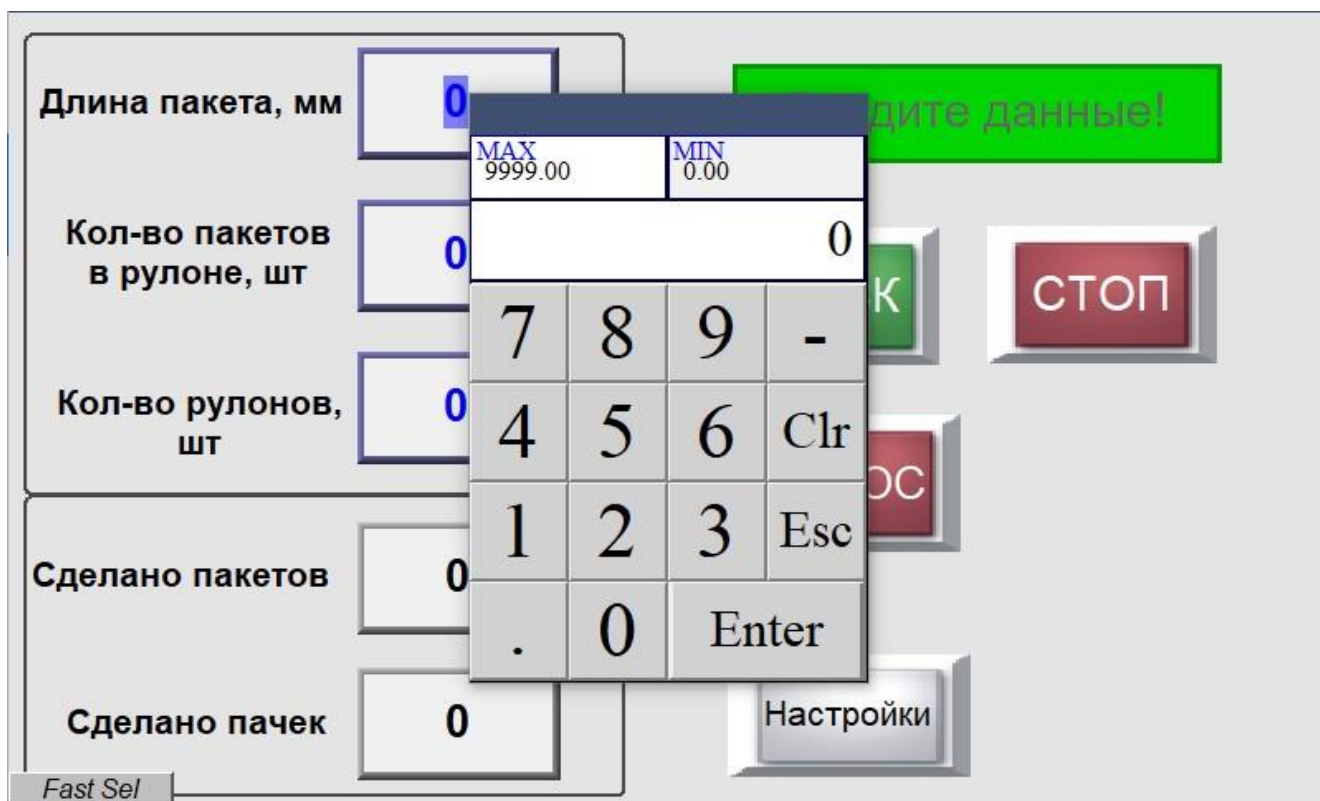 Длина пакета, мм
0
дите данные!
MAX
9999.00
MIN
0.00
0
Кол-во пакетов
в рулоне, шт
0
К
СТОП
7 8 9 -
Кол-во рулонов,
шт
0
4 5 6 Clr
ОС
1 2 3 Esc
Сделано пакетов
0
. 0 Enter
Сделано пачек
0
Настройки
Fast Sel